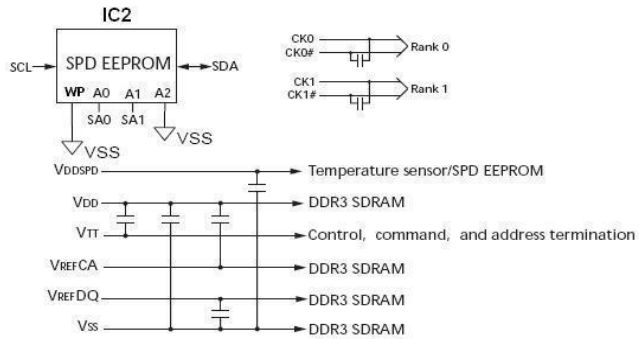 IC2
SPD EEPROM
SCL
SDA
WP A0 A1 A2
SA0 SA1
VSS
VSS
CK0
CK0#
Rank 0
CK1
CK1#
Rank 1
VDDSPD Temperature sensor/SPD EEPROM
VDD DDR3 SDRAM
VTT Control, command, and address termination
VREFCA DDR3 SDRAM
VREFDQ DDR3 SDRAM
VSS DDR3 SDRAM